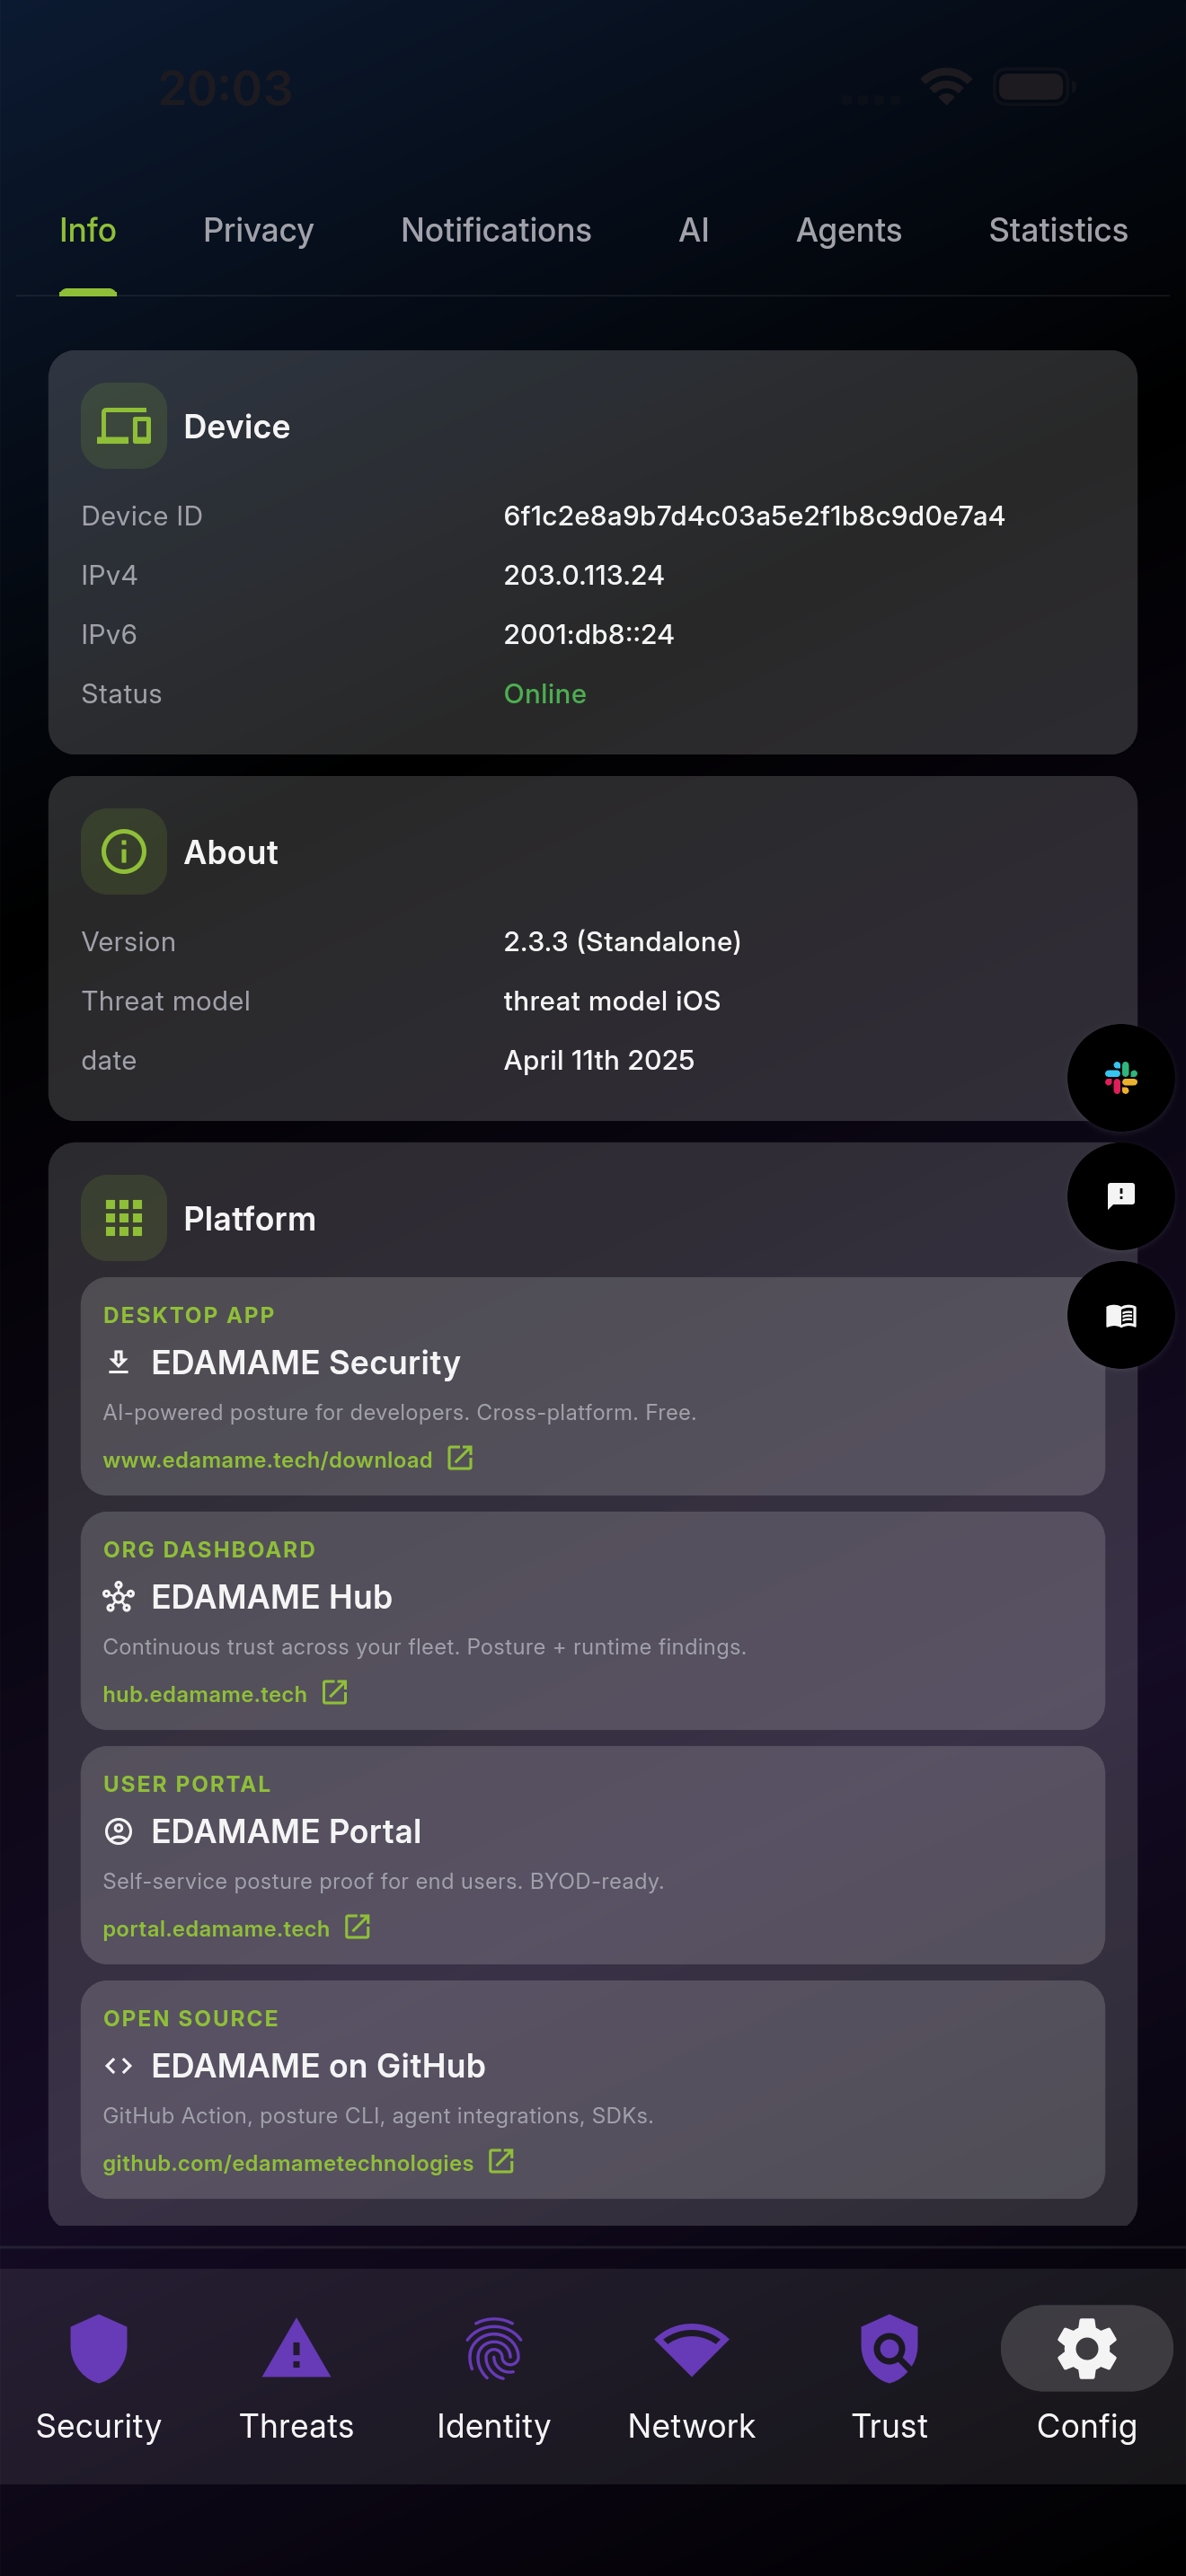 20:03
Info Privacy Notifications AI Agents Statistics
Device
Device ID 6f1c2e8a9b7d4c03a5e2f1b8c9d0e7a4
IPv4 203.0.113.24
IPv6 2001:db8::24
Status Online
About
Version 2.3.3 (Standalone)
Threat model threat model iOS
date April 11th 2025
Platform
DESKTOP APP
EDAMAME Security
AI-powered posture for developers. Cross-platform. Free.
www.edamame.tech/download
ORG DASHBOARD
EDAMAME Hub
Continuous trust across your fleet. Posture + runtime findings.
hub.edamame.tech
USER PORTAL
EDAMAME Portal
Self-service posture proof for end users. BYOD-ready.
portal.edamame.tech
OPEN SOURCE
EDAMAME on GitHub
GitHub Action, posture CLI, agent integrations, SDKs.
github.com/edamametechnologies
Security Threats Identity Network Trust Config